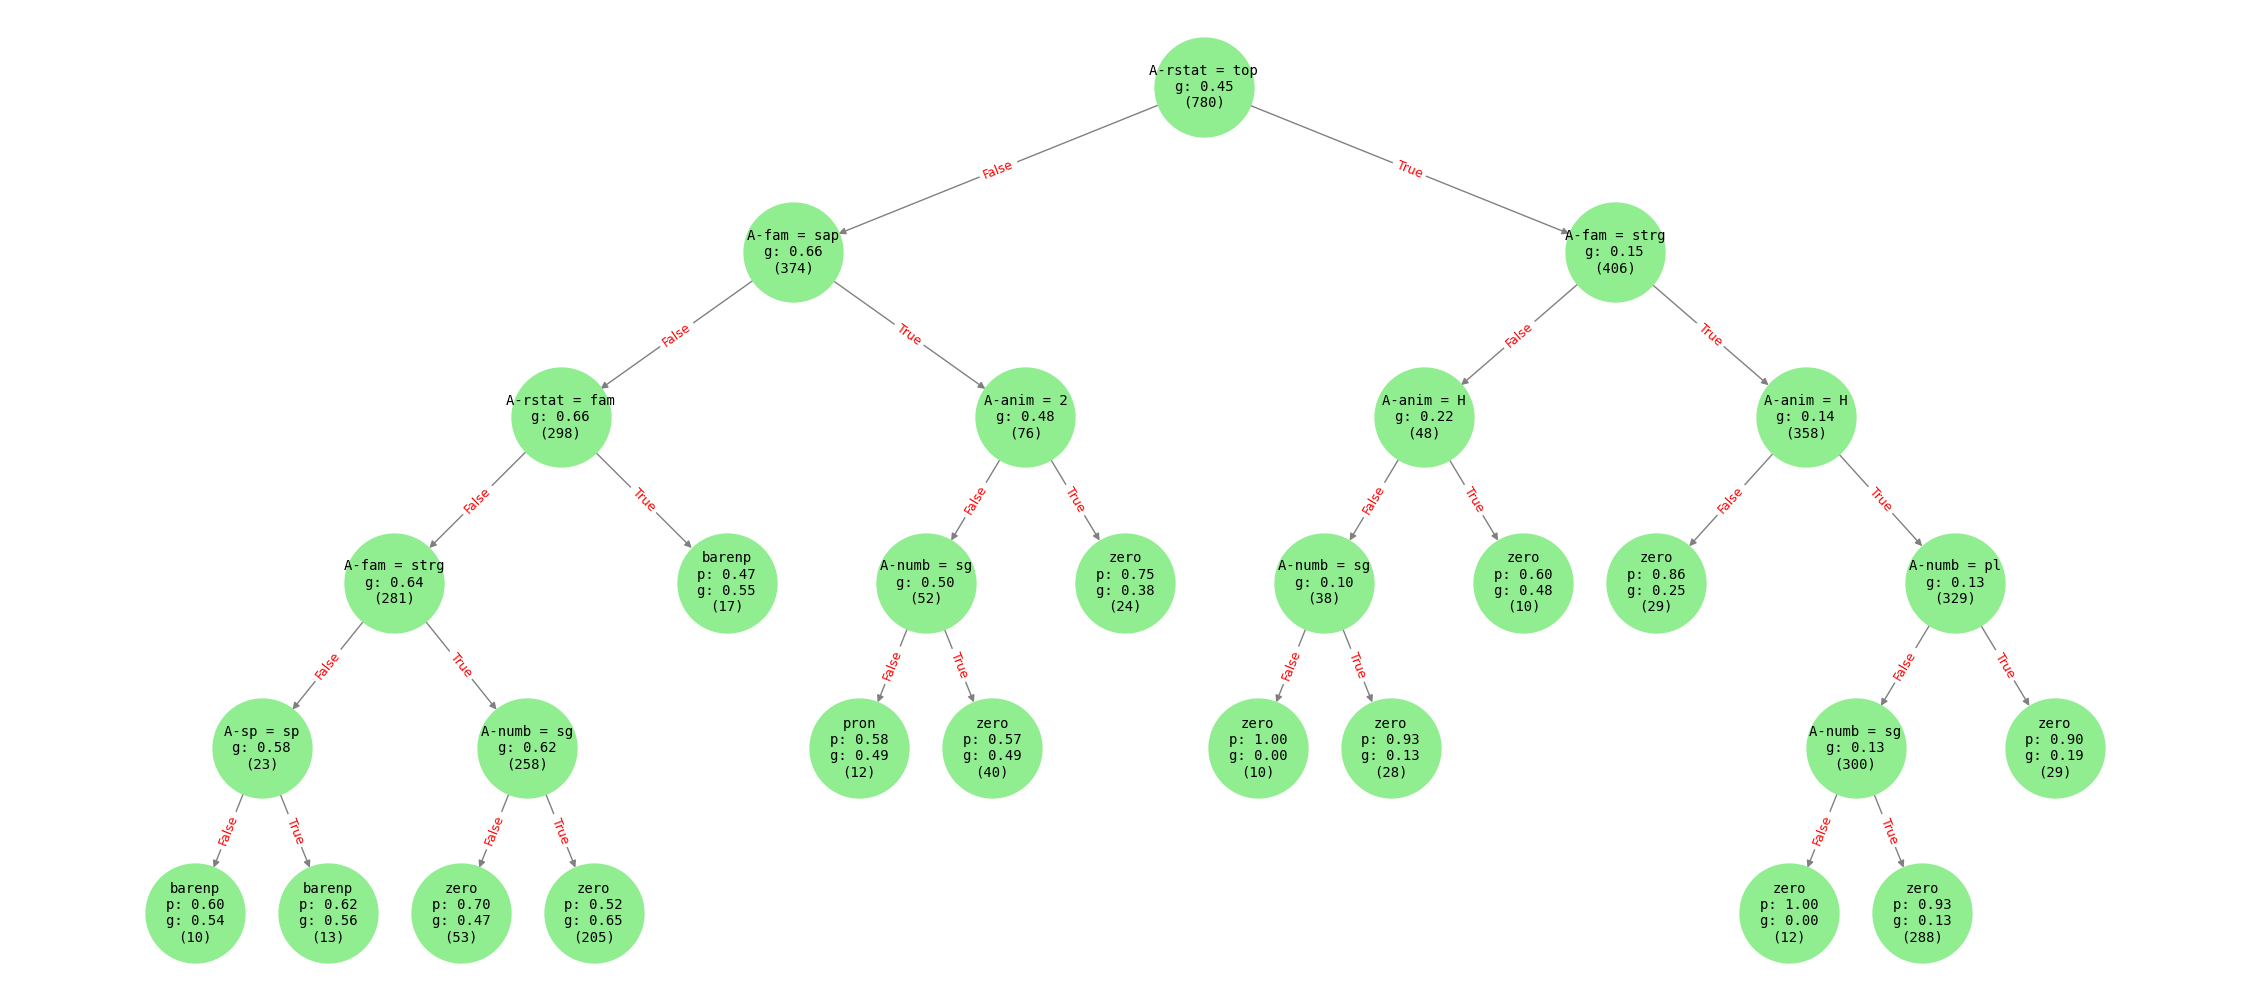 A-rstat = top
g: 0.45
(780)
False
True
A-fam = sap
g: 0.66
(374)
A-fam = strg
g: 0.15
(406)
False
True
False
True
A-rstat = fam
g: 0.66
(298)
A-anim = 2
g: 0.48
(76)
A-anim = H
g: 0.22
(48)
A-anim = H
g: 0.14
(358)
False
True
False
True
False
True
False
True
A-fam = strg
g: 0.64
(281)
barenp
p: 0.47
g: 0.55
(17)
A-numb = sg
g: 0.50
(52)
zero
p: 0.75
g: 0.38
(24)
A-numb = sg
g: 0.10
(38)
zero
p: 0.60
g: 0.48
(10)
zero
p: 0.86
g: 0.25
(29)
A-numb = pl
g: 0.13
(329)
False
True
False
True
False
True
False
True
A-sp = sp
g: 0.58
(23)
A-numb = sg
g: 0.62
(258)
pron
p: 0.58
g: 0.49
(12)
zero
p: 0.57
g: 0.49
(40)
zero
p: 1.00
g: 0.00
(10)
zero
p: 0.93
g: 0.13
(28)
A-numb = sg
g: 0.13
(300)
zero
p: 0.90
g: 0.19
(29)
False
True
False
True
False
True
barenp
p: 0.60
g: 0.54
(10)
barenp
p: 0.62
g: 0.56
(13)
zero
p: 0.70
g: 0.47
(53)
zero
p: 0.52
g: 0.65
(205)
zero
p: 1.00
g: 0.00
(12)
zero
p: 0.93
g: 0.13
(288)